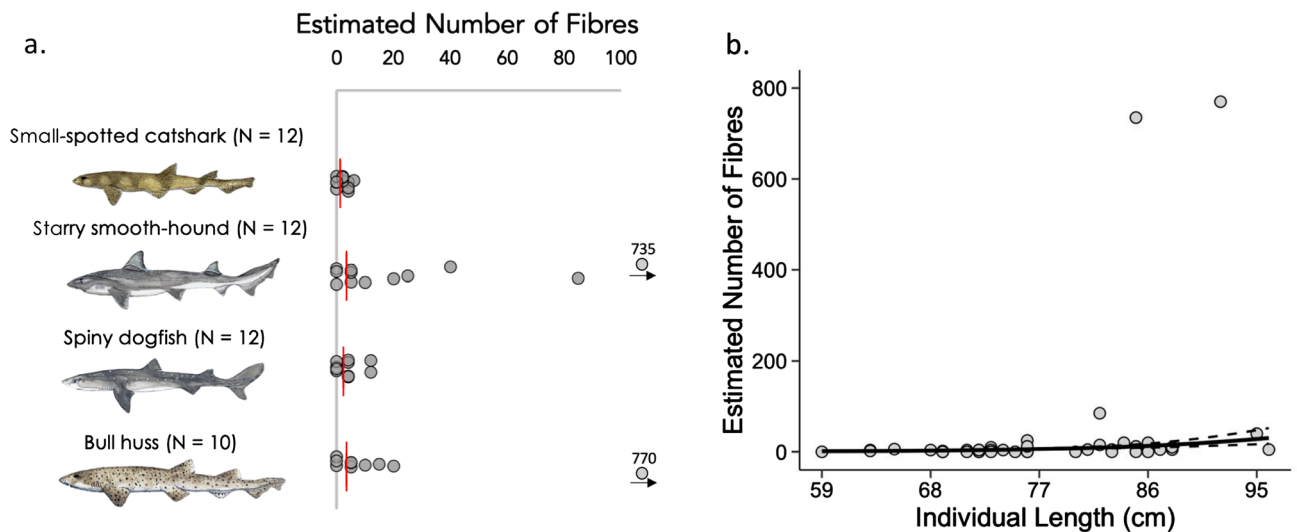 a.
Estimated Number of Fibres
0 20 40 60 80 100
Small-spotted catshark (N = 12)
Starry smooth-hound (N = 12)
735
Spiny dogfish (N = 12)
Bull huss (N = 10)
770
b.
Estimated Number of Fibres
800
600
400
200
0
59 68 77 86 95
Individual Length (cm)